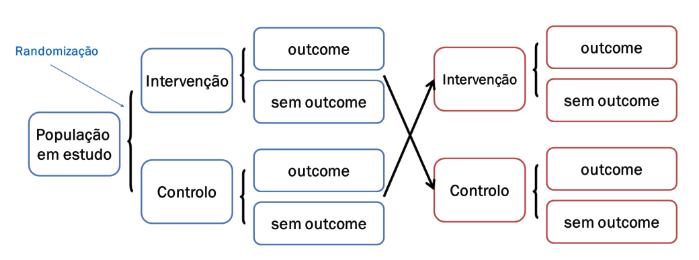 Randomização
População
em estudo
Intervenção
Controlo
outcome
sem outcome
outcome
sem outcome
Intervenção
Controlo
outcome
sem outcome
outcome
sem outcome